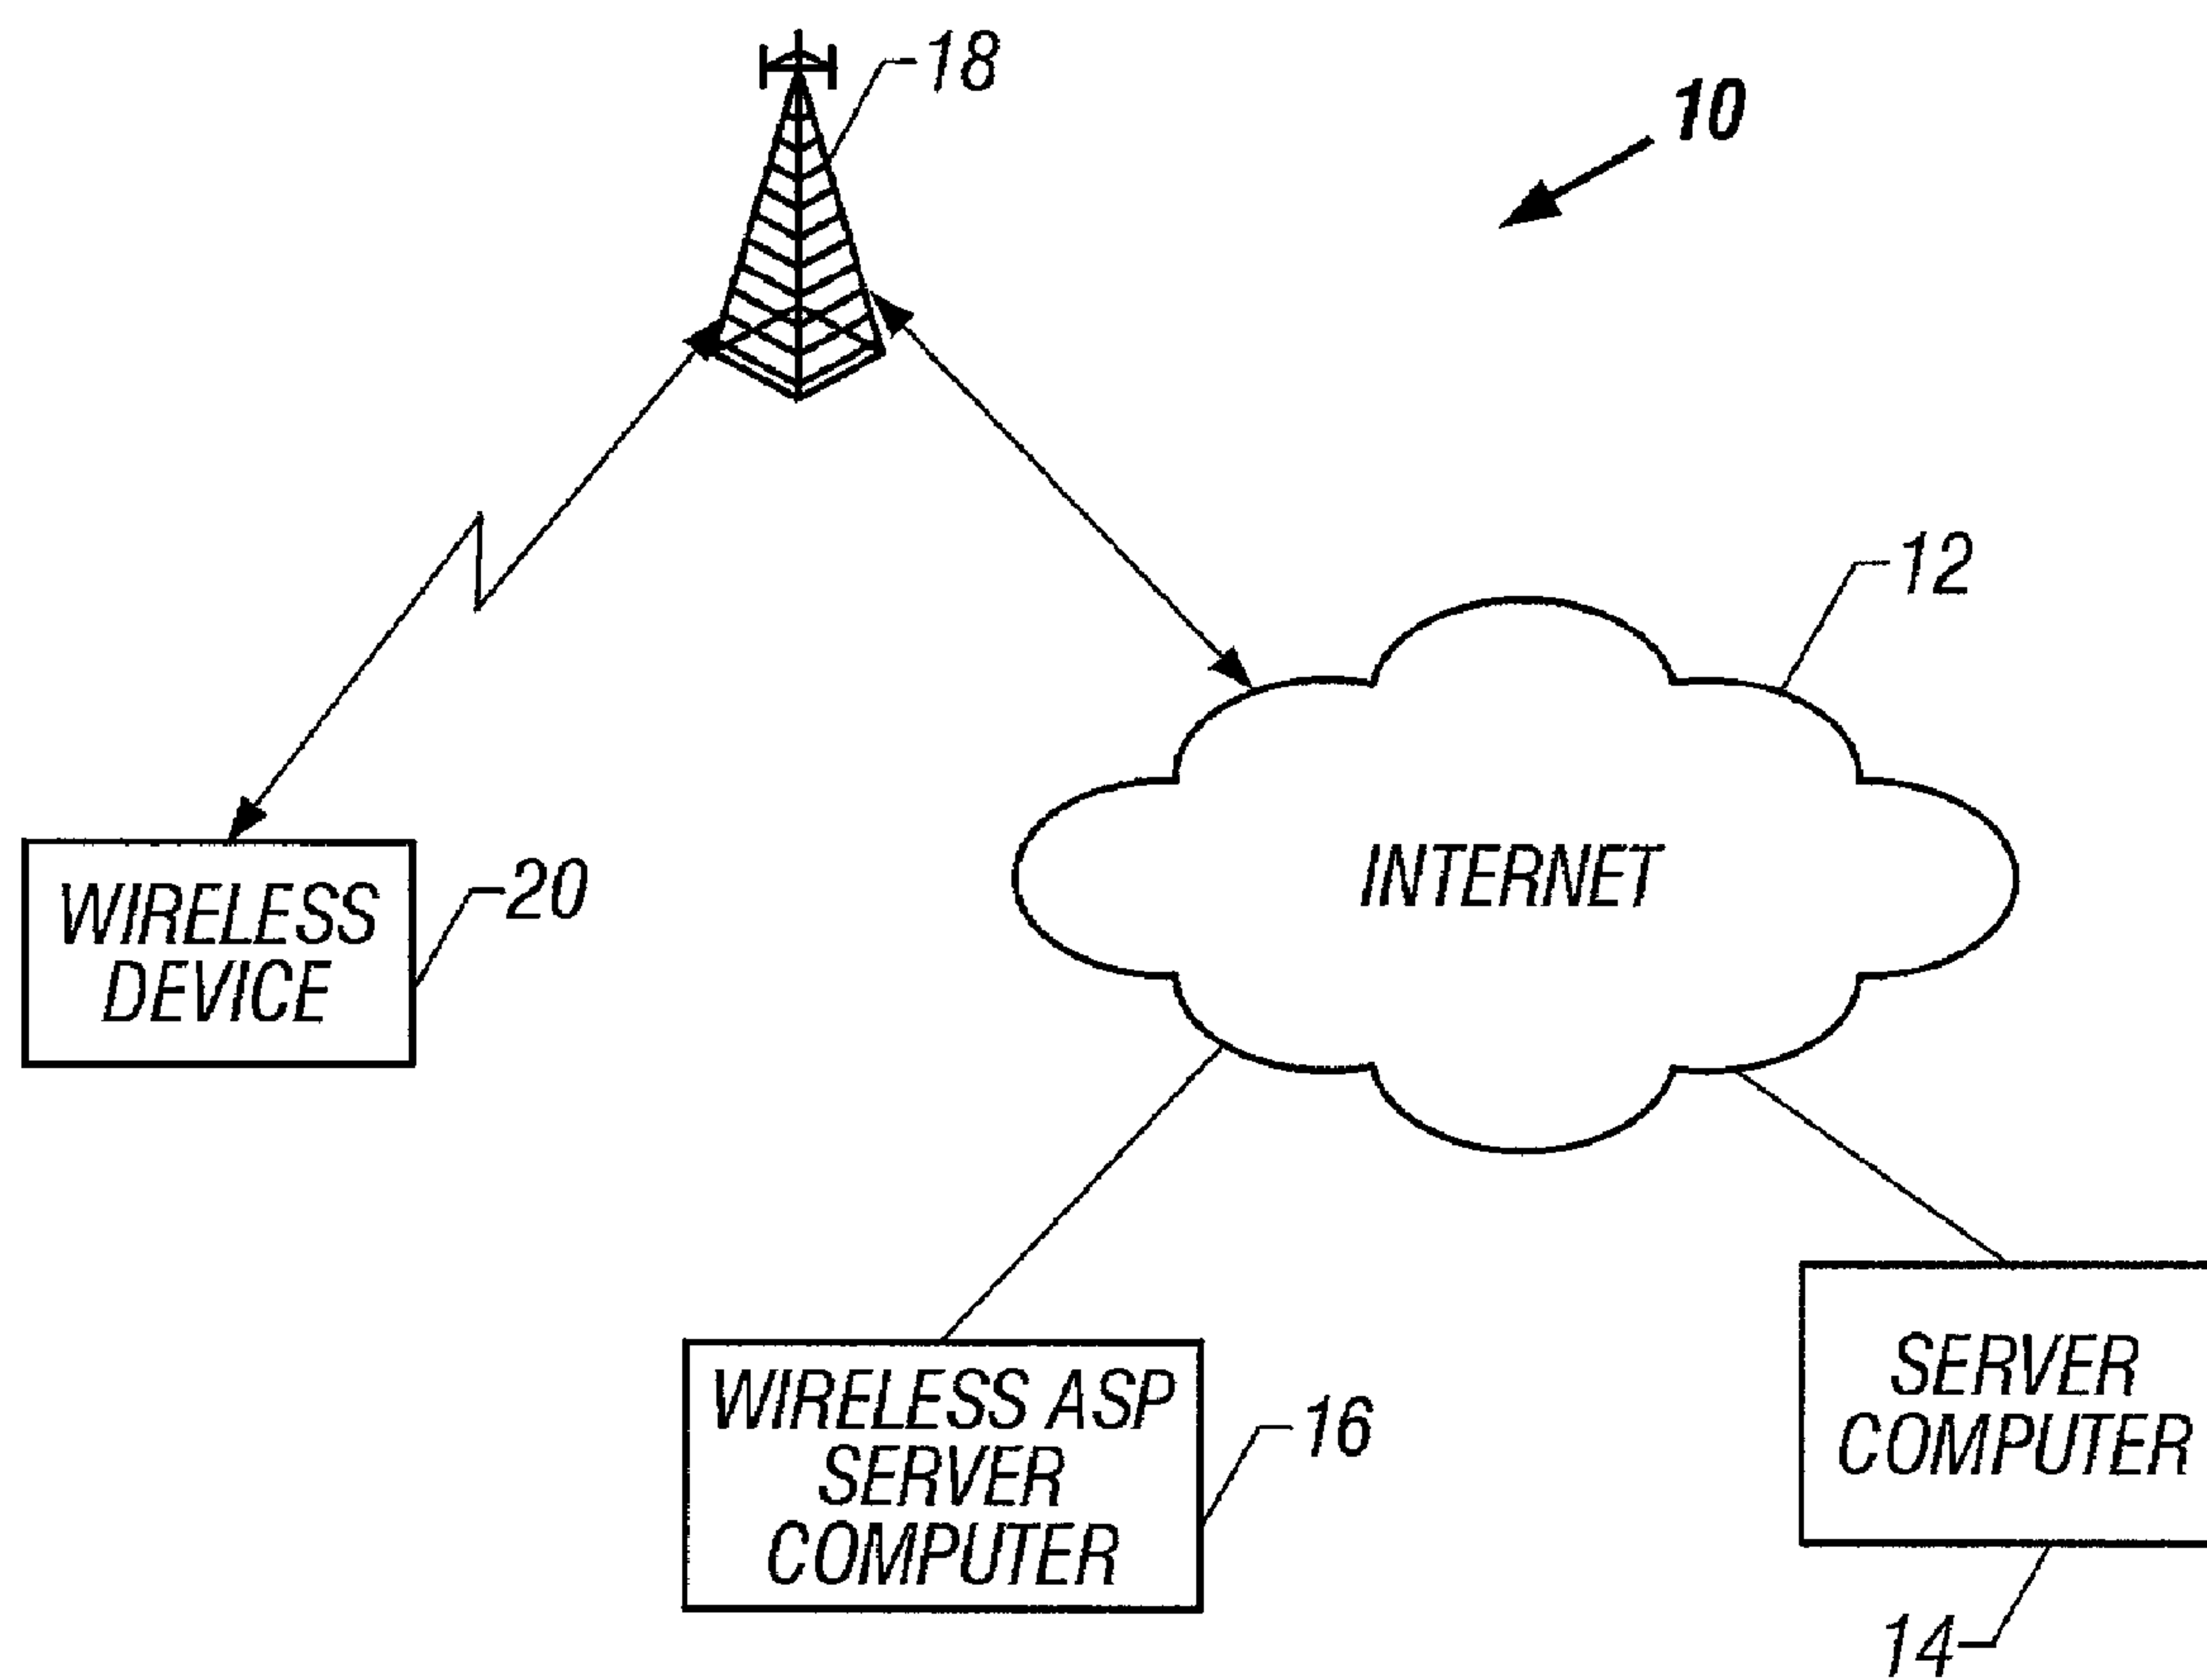 18
10
12
INTERNET
WIRELESS
DEVICE
20
WIRELESS ASP
SERVER
COMPUTER
16
SERVER
COMPUTER
14